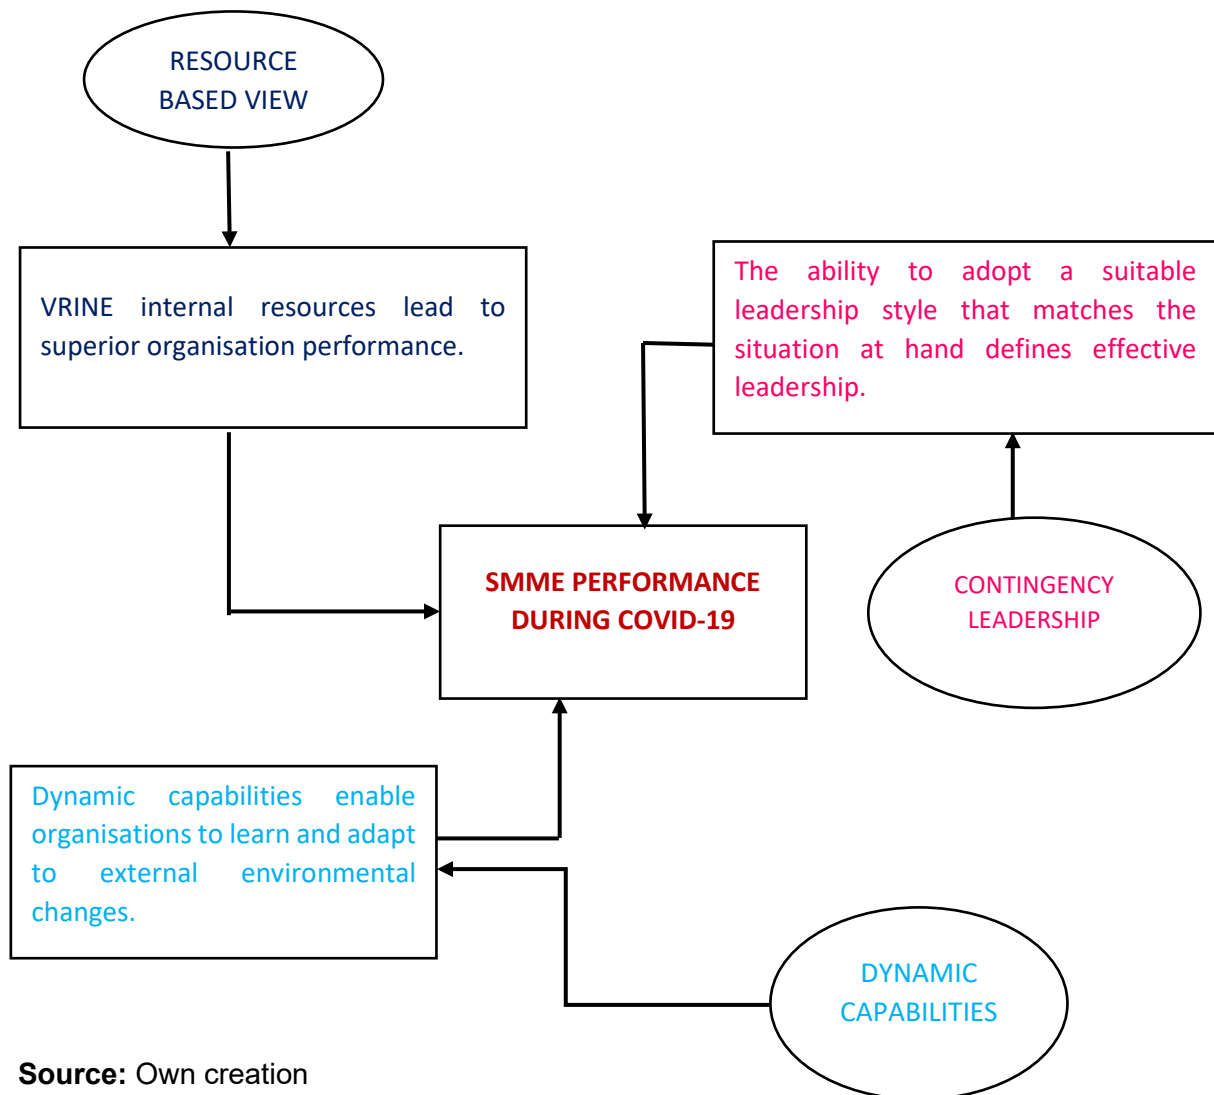 RESOURCE
BASED VIEW
VRINE internal resources lead to
superior organisation performance.
The ability to adopt a suitable
leadership style that matches the
situation at hand defines effective
leadership.
SMME PERFORMANCE
DURING COVID-19
CONTINGENCY
LEADERSHIP
Dynamic capabilities enable
organisations to learn and adapt
to external environmental
changes.
DYNAMIC
CAPABILITIES
Source: Own creation